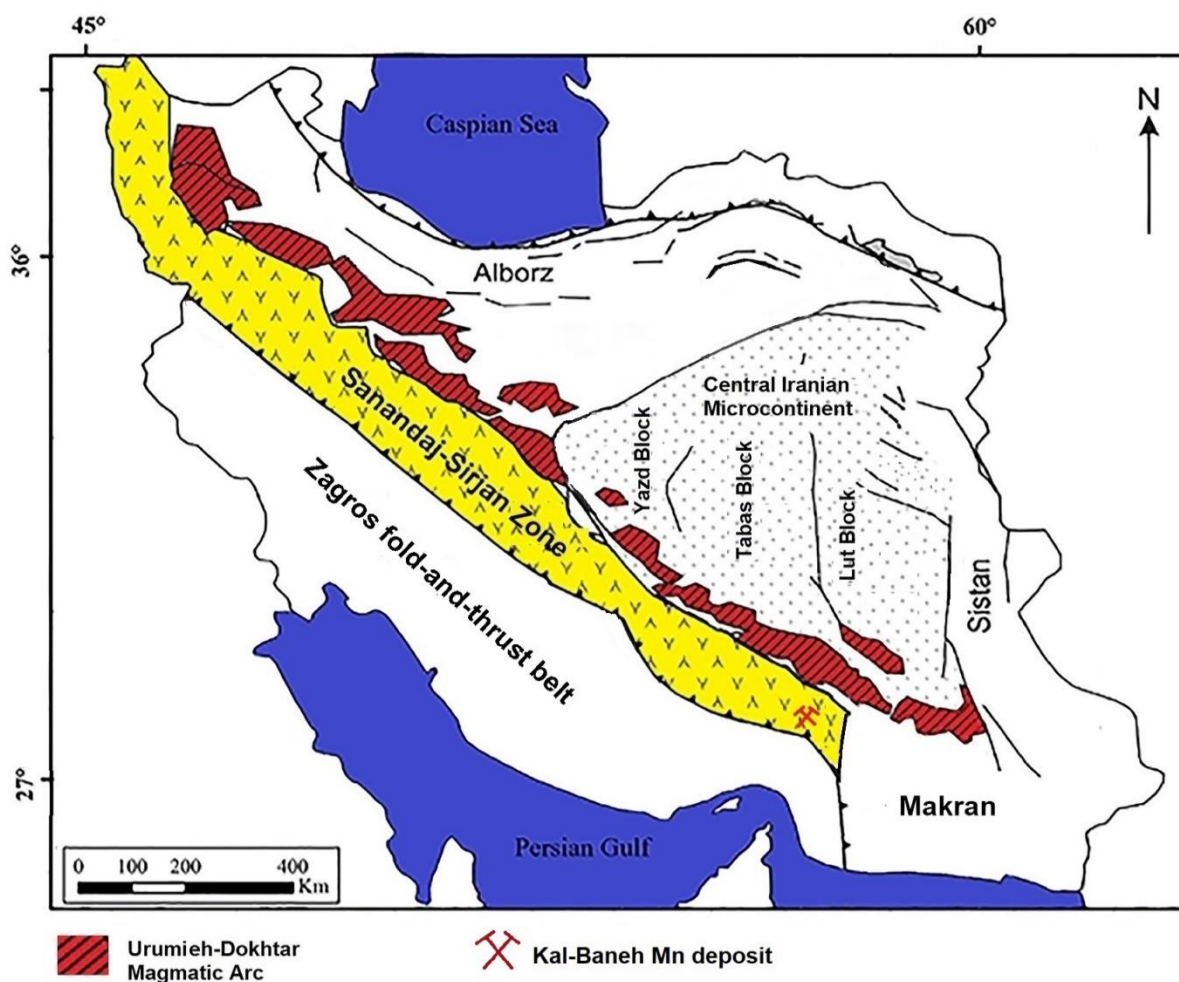 45°
60°
N
Caspian Sea
36°
Alborz
Central Iranian
Microcontinent
Sanandaj-Sirjan Zone
Yazd Block
Tabas Block
Lut Block
Zagros fold-and-thrust belt
Sistan
27°
Makran
Persian Gulf
0 100 200 400
Km
Urumieh-Dokhtar
Magmatic Arc
Kal-Baneh Mn deposit